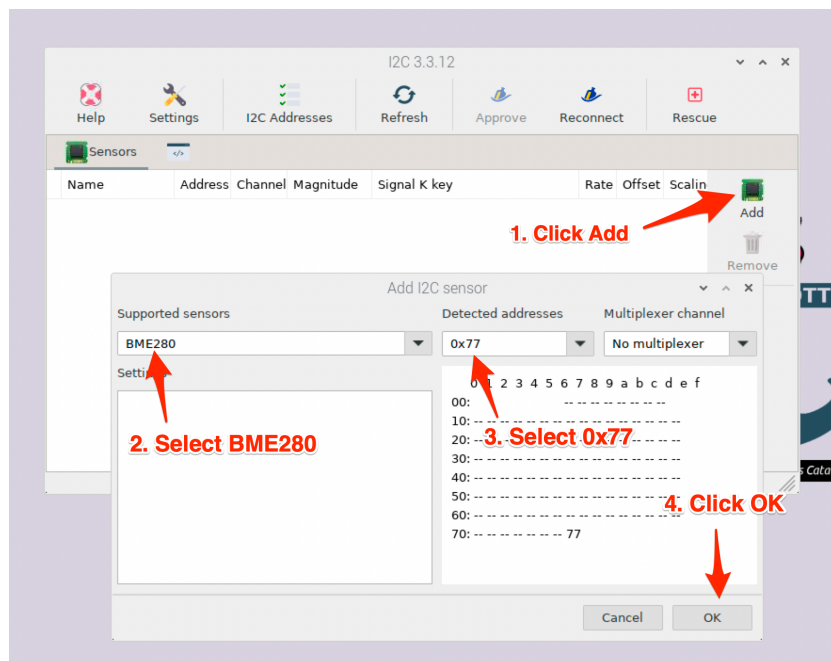 I2C 3.3.12
Help Settings I2C Addresses Refresh Approve Reconnect Rescue
Sensors </>
Name Address Channel Magnitude Signal K key Rate Offset Scalin
Add
1. Click Add
Remove
Add I2C sensor
Supported sensors Detected addresses Multiplexer channel
BME280 0x77 No multiplexer
0 1 2 3 4 5 6 7 8 9 a b c d e f
00: -- -- -- -- -- -- -- --
10: -- -- -- -- -- -- -- -- -- -- -- -- -- -- -- --
2. Select BME280
3. Select 0x77
20: -- -- -- -- -- -- -- -- -- -- -- -- -- -- -- --
30: -- -- -- -- -- -- -- -- -- -- -- -- -- -- -- --
40: -- -- -- -- -- -- -- -- -- -- -- -- -- -- -- --
50: -- -- -- -- -- -- -- -- -- -- -- -- -- -- -- --
4. Click OK
60: -- -- -- -- -- -- -- -- -- -- -- -- -- -- -- --
70: -- -- -- -- -- -- -- 77
Cancel OK